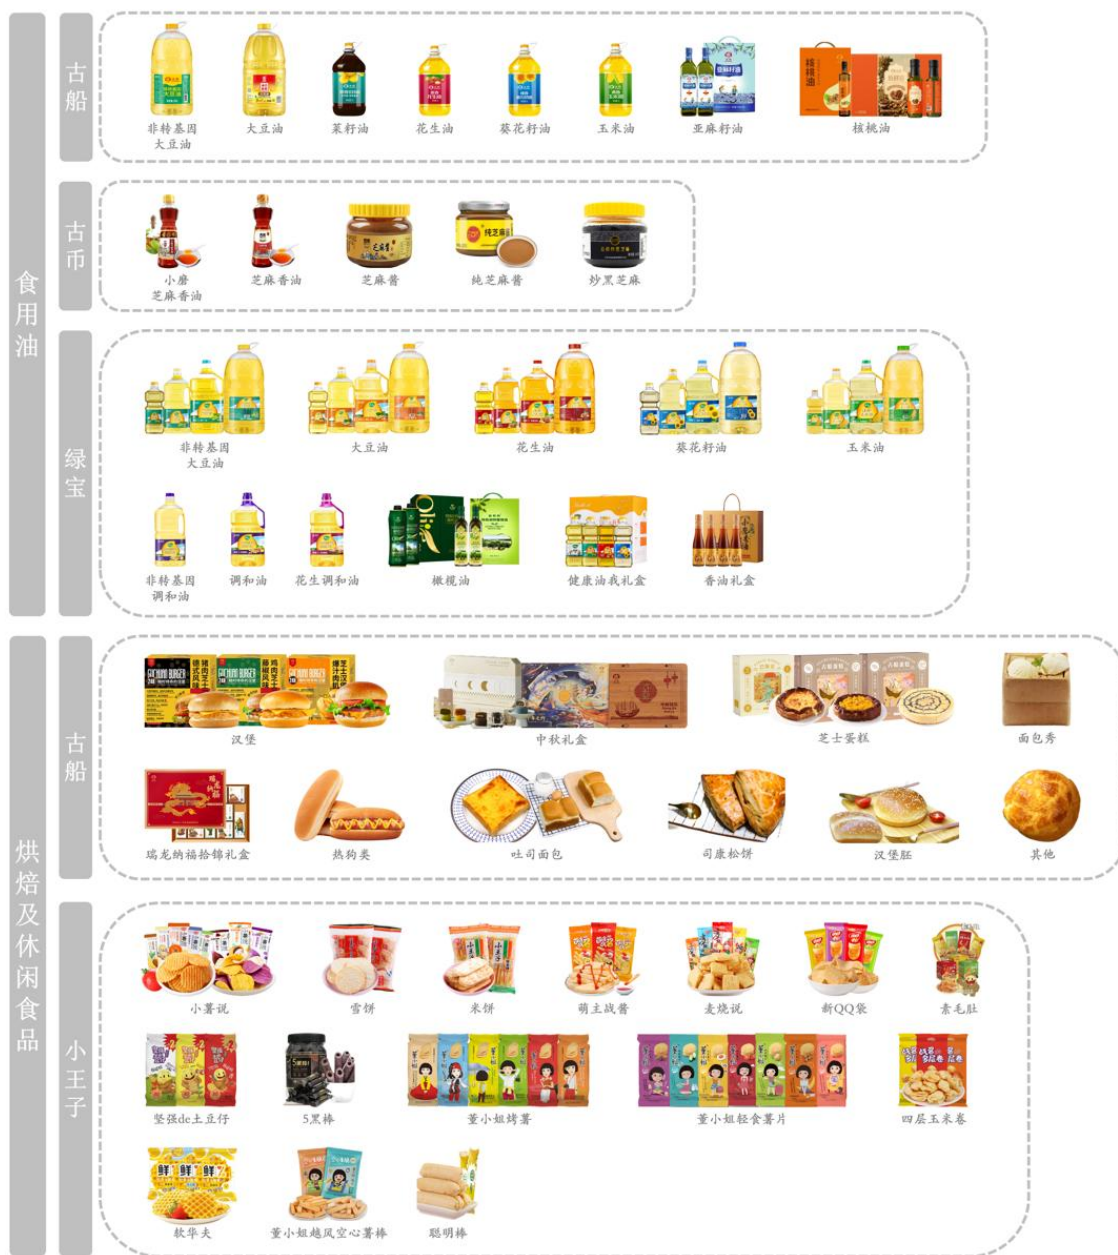 食用油
古船
非转基因
大豆油
大豆油
菜籽油
花生油
葵花籽油
玉米油
亚麻籽油
核桃油
古币
小磨
芝麻香油
芝麻香油
芝麻酱
纯芝麻酱
炒黑芝麻
绿宝
非转基因
大豆油
大豆油
花生油
葵花籽油
玉米油
非转基因
调和油
调和油
花生调和油
橄榄油
健康油我礼盒
香油礼盒
烘焙及休闲食品
古船
汉堡
中秋礼盒
芝士蛋糕
面包秀
瑞龙纳福拾锦礼盒
热狗类
吐司面包
司康松饼
汉堡胚
其他
小王子
小薯说
雪饼
米饼
萌主战酱
麦烧说
新QQ袋
素毛肚
坚强de土豆仔
5黑棒
董小姐烤薯
董小姐轻食薯片
四层玉米卷
软华夫
董小姐越风空心薯棒
聪明棒